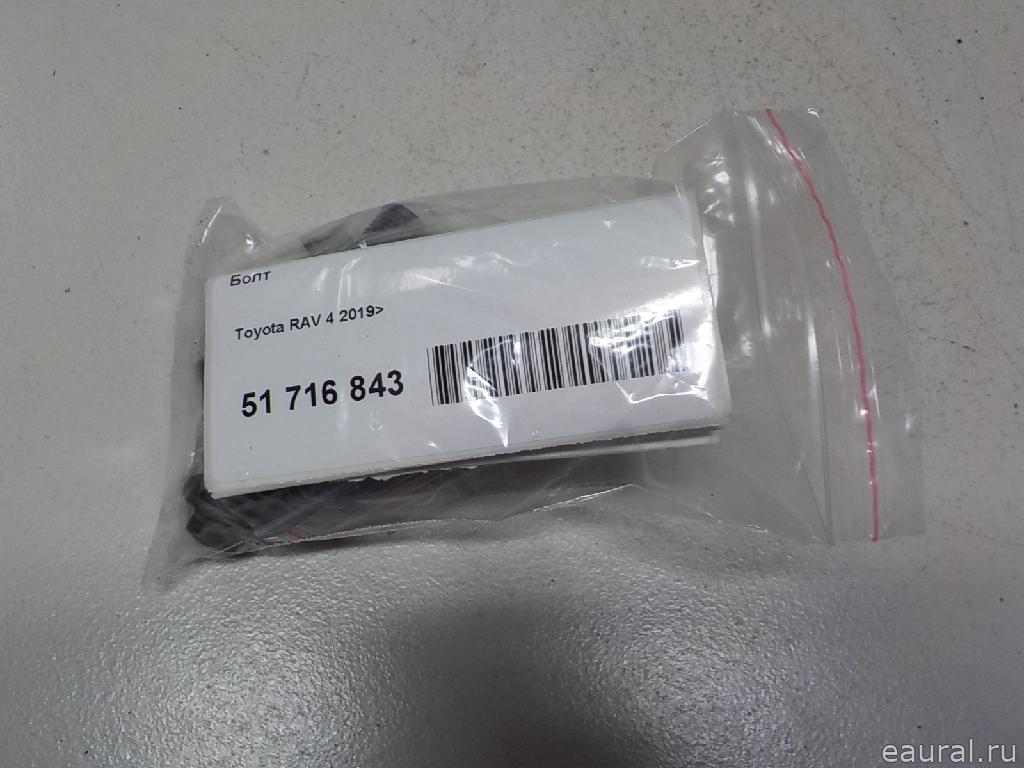 Болт
Toyota RAV 4 2019>
51 716 843
eaural.ru